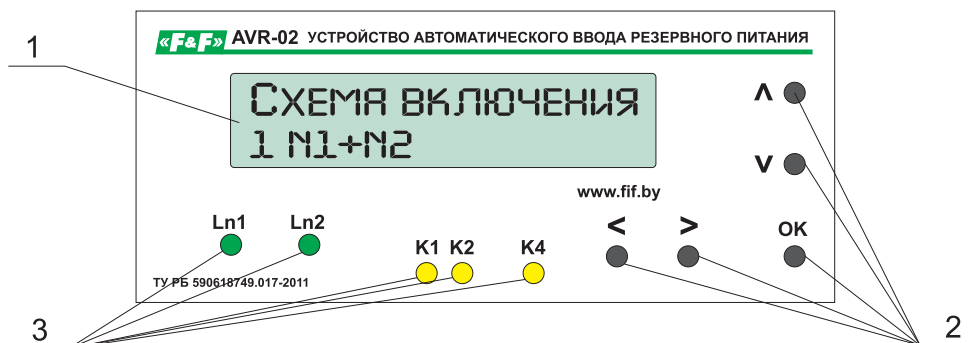 1
«F&F» AVR-02 УСТРОЙСТВО АВТОМАТИЧЕСКОГО ВВОДА РЕЗЕРВНОГО ПИТАНИЯ
СХЕМА ВКЛЮЧЕНИЯ
1 N1+N2
Λ
V
www.fif.by
Ln1 Ln2
K1 K2 K4
< > OK
ТУ РБ 590618749.017-2011
3
2